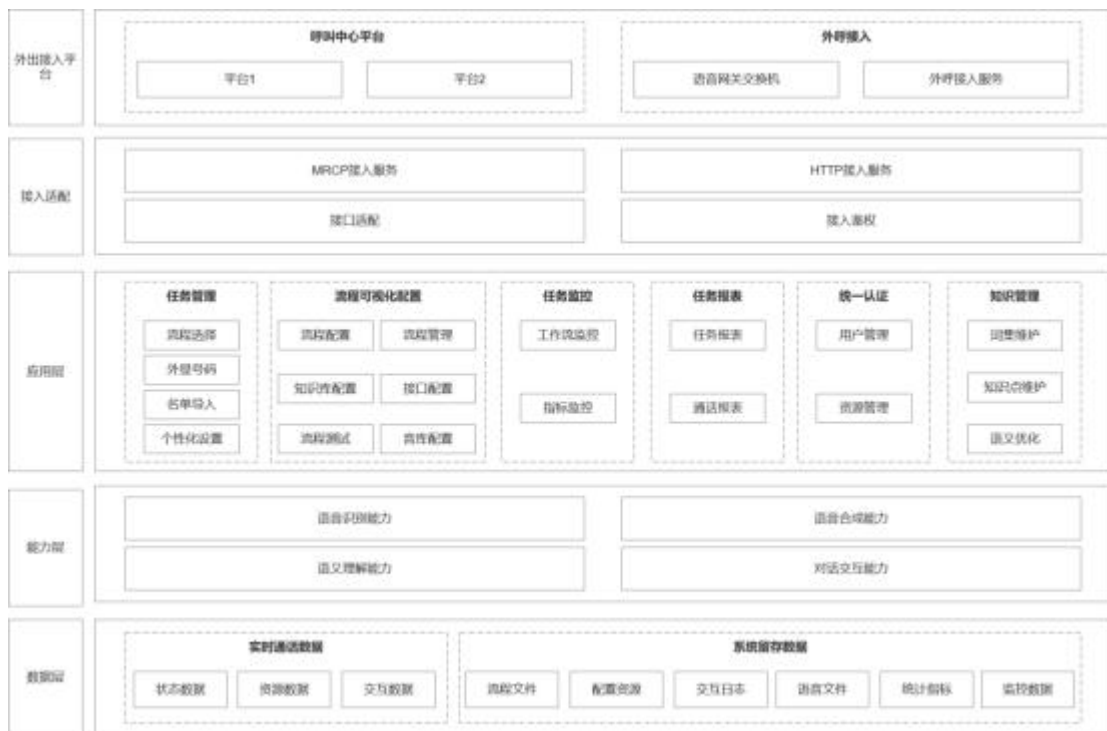 外出接入平台
呼叫中心平台
平台1
平台2
外呼接入
语音网关交换机
外呼接入服务
接入适配
MRCP接入服务
HTTP接入服务
接口适配
接入鉴权
应用层
任务管理
流程选择
外显号码
名单导入
个性化设置
流程可视化配置
流程配置
流程管理
知识库配置
接口配置
流程测试
音库配置
任务监控
工作流监控
指标监控
任务报表
任务报表
通话报表
统一认证
用户管理
资源管理
知识管理
词集维护
知识点维护
语义优化
能力层
语音识别能力
语音合成能力
语义理解能力
对话交互能力
数据层
实时通话数据
状态数据
资源数据
交互数据
系统留存数据
流程文件
配置资源
交互日志
语音文件
统计指标
监控数据